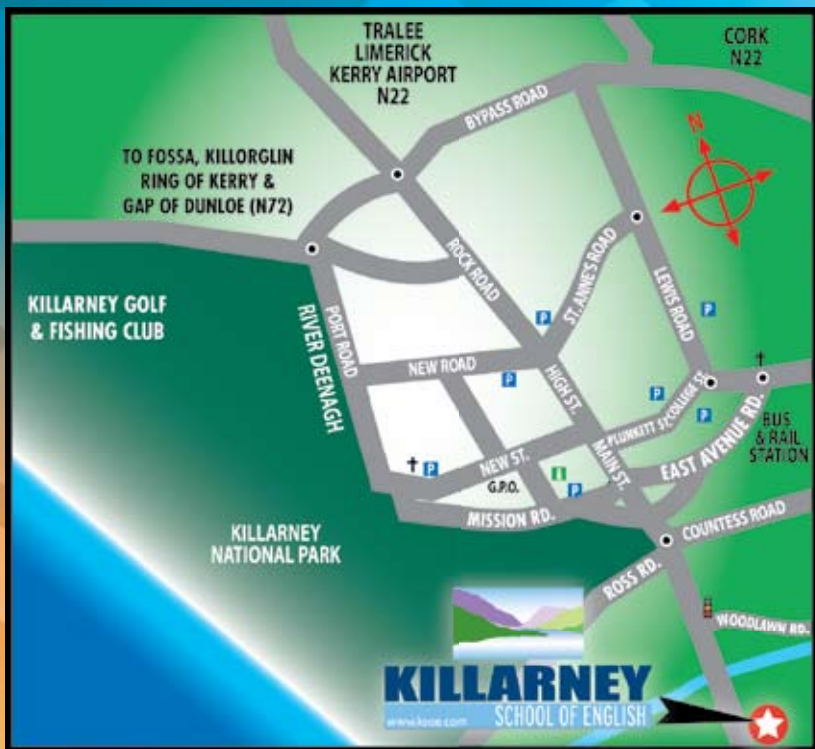 TRALEE
LIMERICK
KERRY AIRPORT
N22
CORK
N22
BYPASS ROAD
N
TO FOSSA, KILLORGLIN
RING OF KERRY &
GAP OF DUNLOE (N72)
ROCK ROAD
ST. ANNE'S ROAD
LEWIS ROAD
KILLARNEY GOLF
& FISHING CLUB
PORT ROAD
RIVER DEENAGH
P
P
NEW ROAD
P
HIGH ST.
P
COLLEGE ST.
P
PLUNKETT ST.
EAST AVENUE RD.
BUS
& RAIL
STATION
MAIN ST.
P
NEW ST.
i
G.P.O.
P
MISSION RD.
COUNTESS ROAD
KILLARNEY
NATIONAL PARK
ROSS RD.
WOODLAWN RD.
KILLARNEY
www.ksoe.com
SCHOOL OF ENGLISH